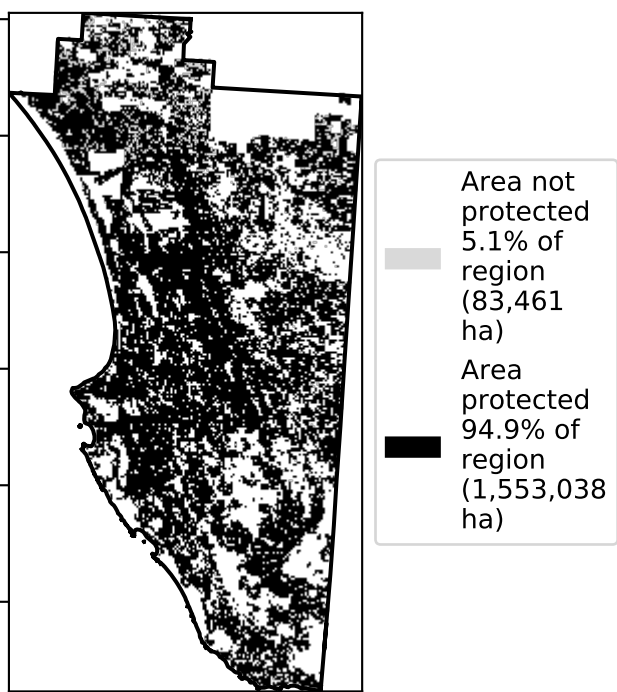 Area not
protected
5.1% of
region
(83,461
ha)
Area
protected
94.9% of
region
(1,553,038
ha)